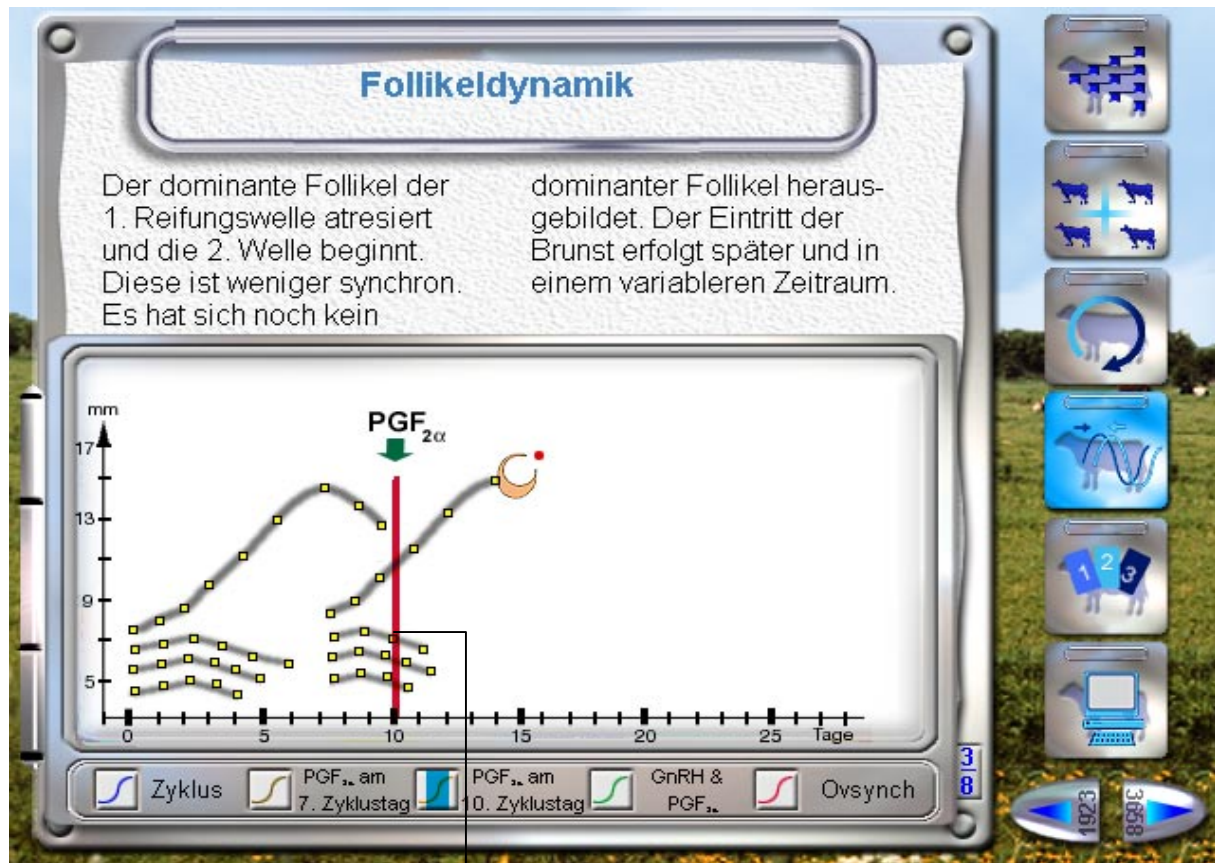 Follikeldynamik
Der dominante Follikel der
1. Reifungswelle atresiert
und die 2. Welle beginnt.
Diese ist weniger synchron.
Es hat sich noch kein
dominanter Follikel heraus-
gebildet. Der Eintritt der
Brunst erfolgt später und in
einem variableren Zeitraum.
mm
17
13
9
5
PGF2α
0 5 10 15 20 25 Tage
Zyklus
PGF2α am
7. Zyklustag
PGF2α am
10. Zyklustag
GnRH &
PGF2α
Ovsynch
3
8
1 2 3
1923
3658